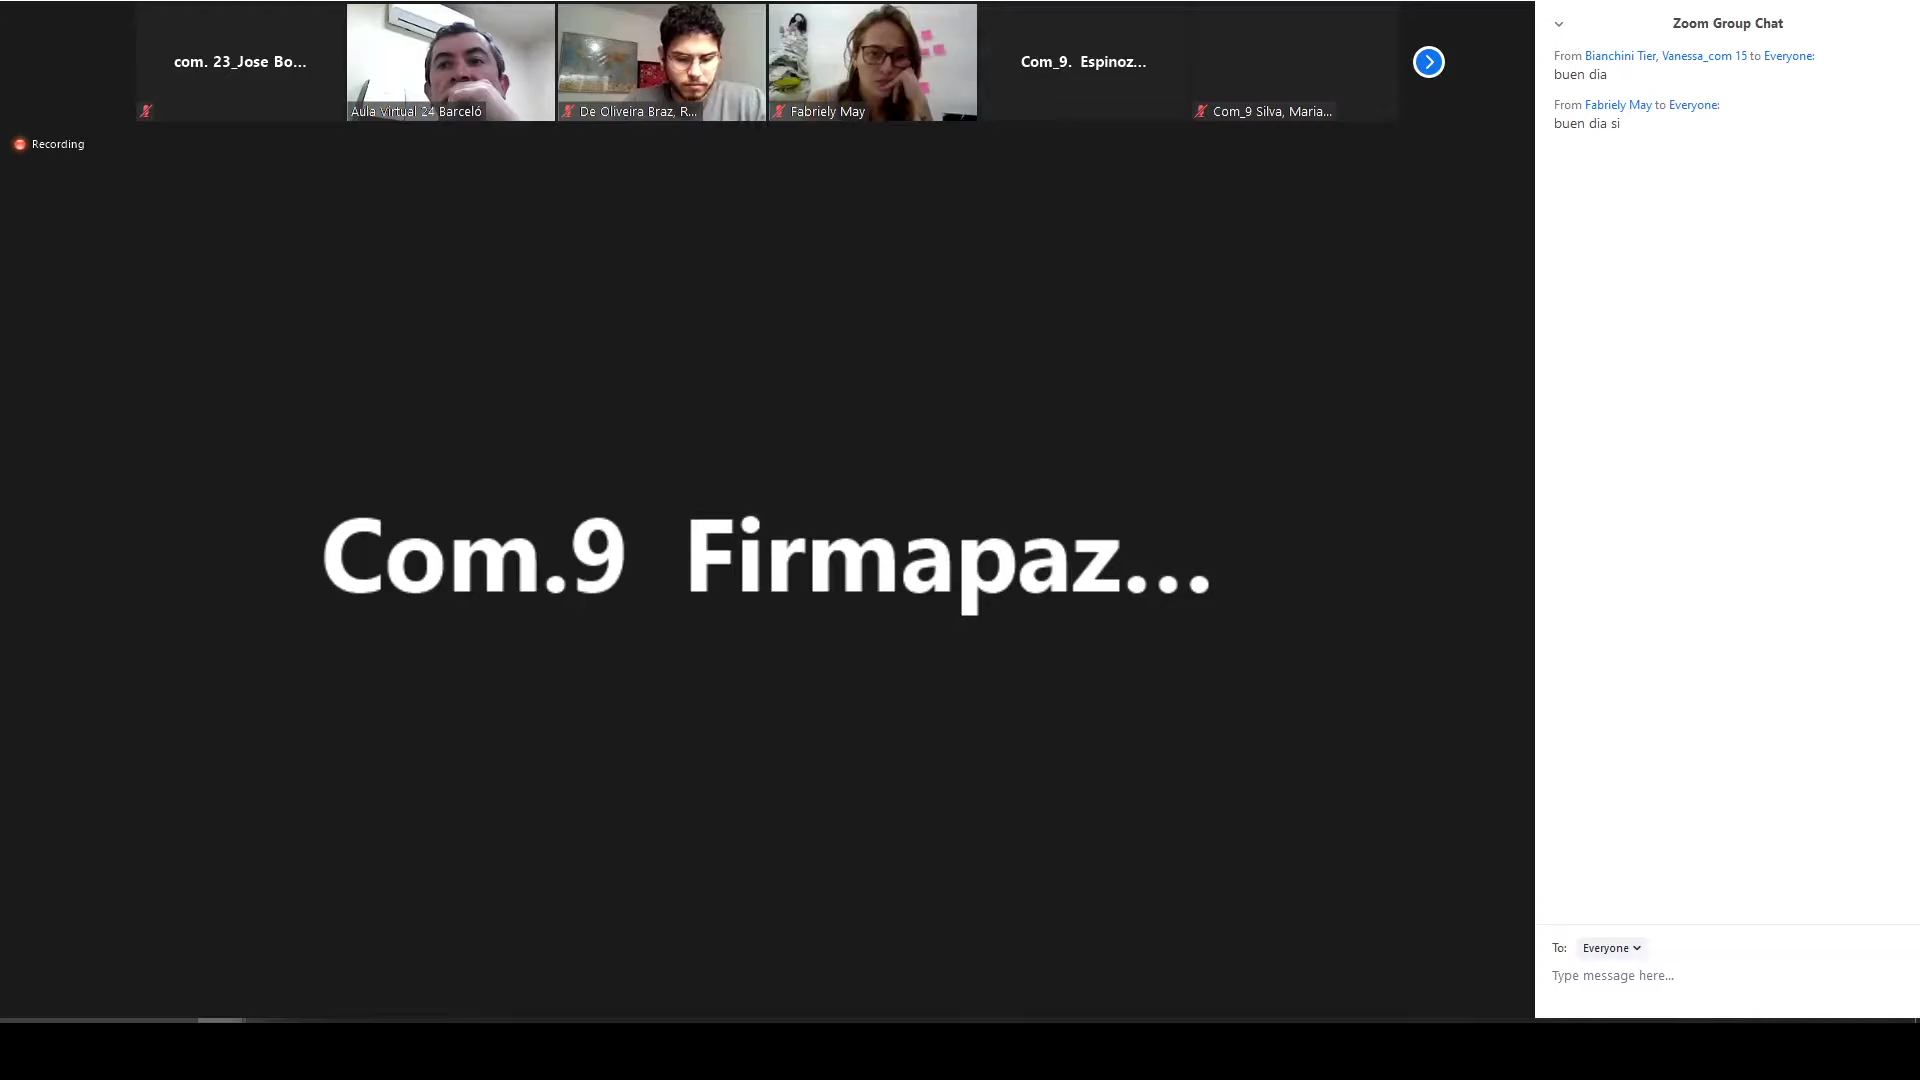 com. 23_Jose Bo...
Aula Virtual 24 Barceló
De Oliveira Braz, R...
Fabriely May
Com_9. Espinoz...
Com_9 Silva, Maria...
Recording
Com.9 Firmapaz...
Zoom Group Chat
From Bianchini Tier, Vanessa_com 15 to Everyone:
buen dia
From Fabriely May to Everyone:
buen dia si
To: Everyone
Type message here...